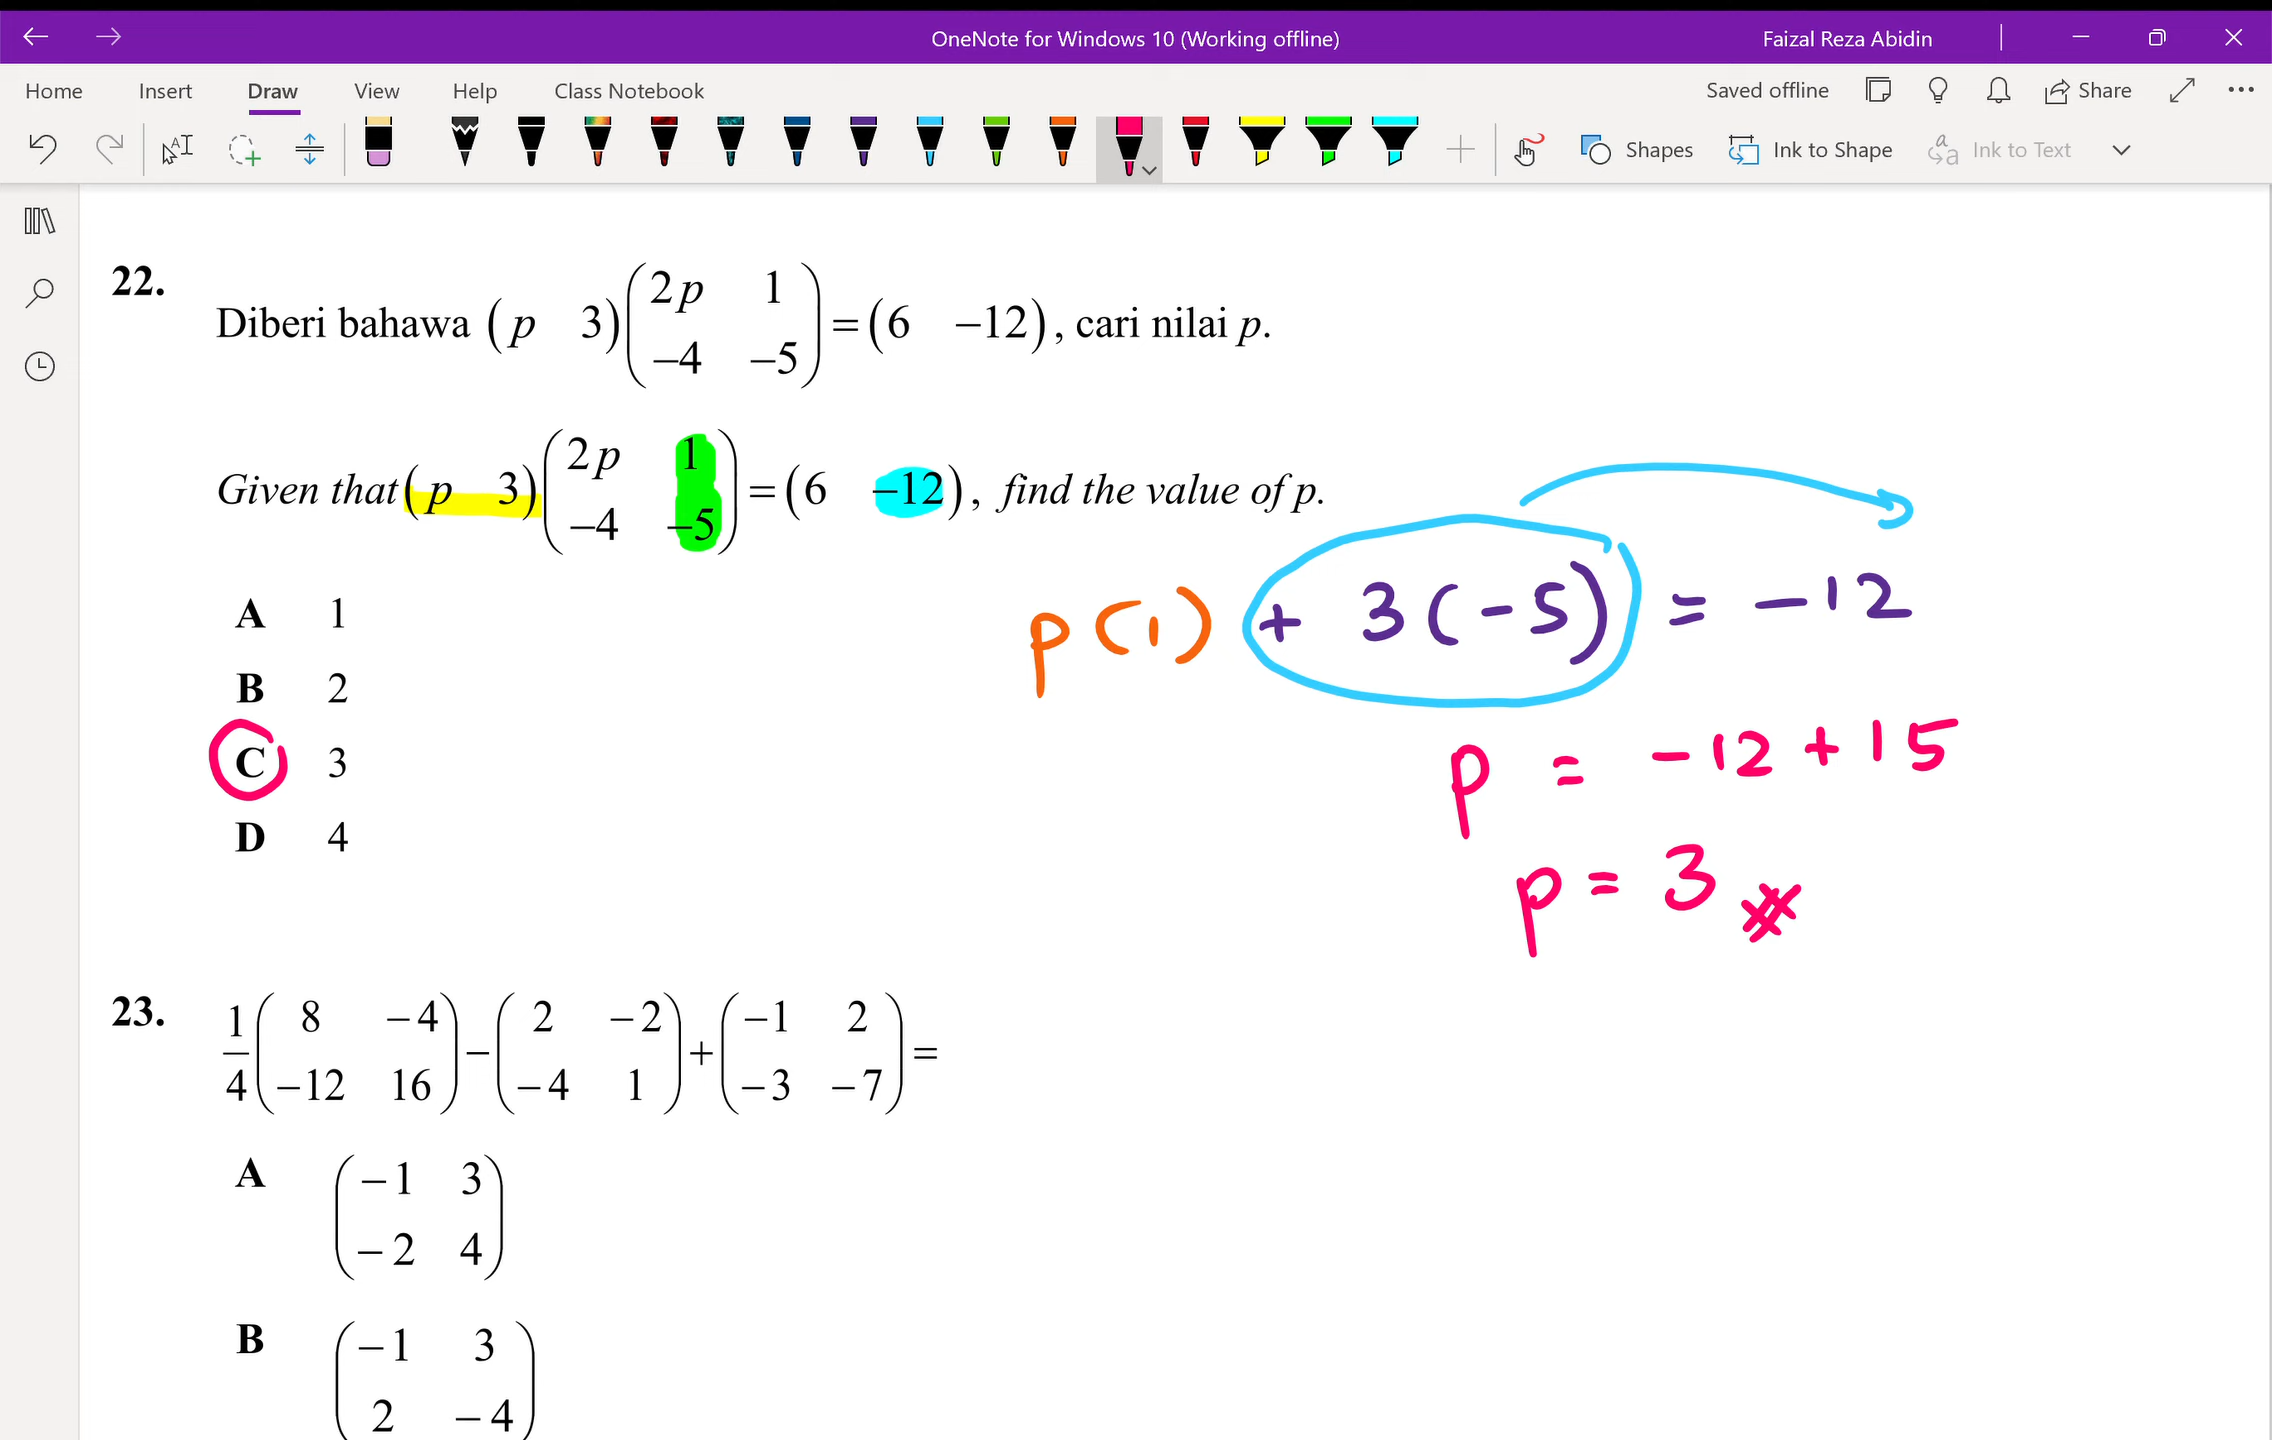 OneNote for Windows 10 (Working offline)
Faizal Reza Abidin
Home Insert Draw View Help Class Notebook
Saved offline
Share
Shapes
Ink to Shape
Ink to Text
22.
Diberi bahawa (p 3)(2p 1
-4 -5) = (6 -12), cari nilai p.
Given that (p 3)(2p 1
-4 -5) = (6 -12), find the value of p.
A 1
B 2
C 3
D 4
p(1) + 3(-5) = -12
p = -12 + 15
p = 3
23.
1/4 (8 -4
-12 16) - (2 -2
-4 1) + (-1 2
-3 -7) =
A (-1 3
-2 4)
B (-1 3
2 -4)